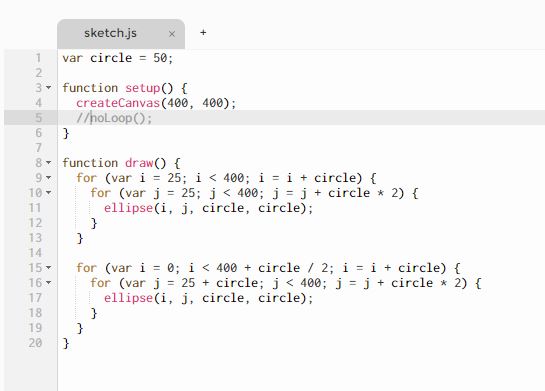 sketch.js × +
1 var circle = 50;
2
3 function setup() {
4 createCanvas(400, 400);
5 //noLoop();
6 }
7
8 function draw() {
9 for (var i = 25; i < 400; i = i + circle) {
10 for (var j = 25; j < 400; j = j + circle * 2) {
11 ellipse(i, j, circle, circle);
12 }
13 }
14
15 for (var i = 0; i < 400 + circle / 2; i = i + circle) {
16 for (var j = 25 + circle; j < 400; j = j + circle * 2) {
17 ellipse(i, j, circle, circle);
18 }
19 }
20 }